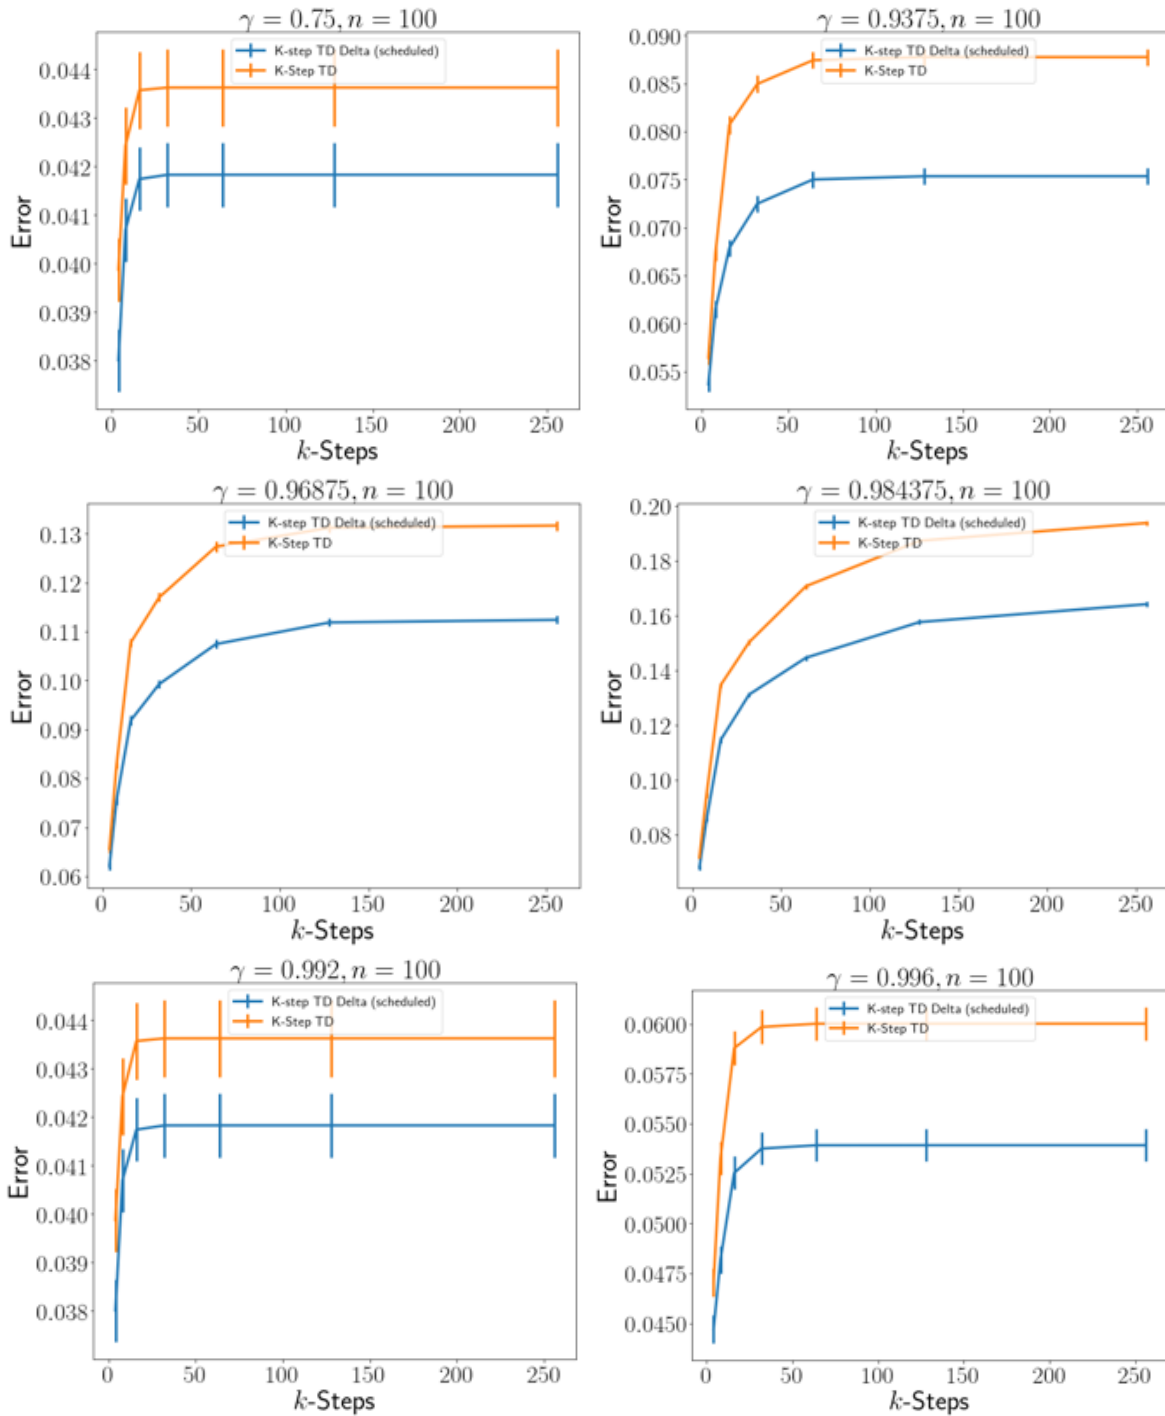 γ = 0.75, n = 100
K-step TD Delta (scheduled)
K-Step TD
0.044
0.043
0.042
0.041
0.040
0.039
0.038
Error
0 50 100 150 200 250
k-Steps
γ = 0.9375, n = 100
K-step TD Delta (scheduled)
K-Step TD
0.090
0.085
0.080
0.075
0.070
0.065
0.060
0.055
Error
0 50 100 150 200 250
k-Steps
γ = 0.96875, n = 100
K-step TD Delta (scheduled)
K-Step TD
0.13
0.12
0.11
0.10
0.09
0.08
0.07
0.06
Error
0 50 100 150 200 250
k-Steps
γ = 0.984375, n = 100
K-step TD Delta (scheduled)
K-Step TD
0.20
0.18
0.16
0.14
0.12
0.10
0.08
Error
0 50 100 150 200 250
k-Steps
γ = 0.992, n = 100
K-step TD Delta (scheduled)
K-Step TD
0.044
0.043
0.042
0.041
0.040
0.039
0.038
Error
0 50 100 150 200 250
k-Steps
γ = 0.996, n = 100
K-step TD Delta (scheduled)
K-Step TD
0.0600
0.0575
0.0550
0.0525
0.0500
0.0475
0.0450
Error
0 50 100 150 200 250
k-Steps